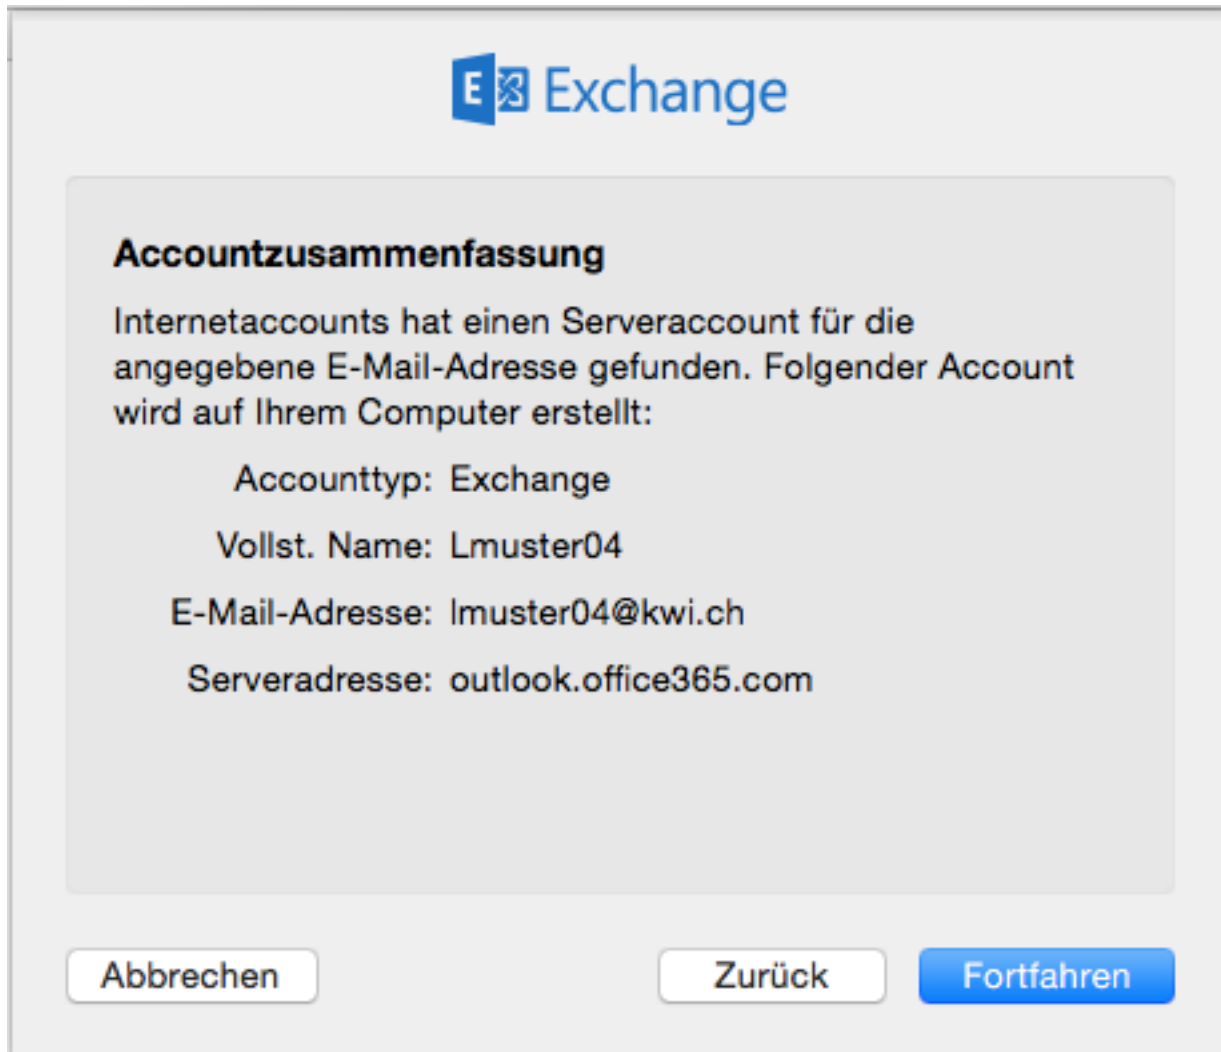 E Exchange
Accountzusammenfassung
Internetaccounts hat einen Serveraccount für die
angegebene E-Mail-Adresse gefunden. Folgender Account
wird auf Ihrem Computer erstellt:
Accounttyp: Exchange
Vollst. Name: Lmuster04
E-Mail-Adresse: lmuster04@kwi.ch
Serveradresse: outlook.office365.com
Abbrechen Zurück Fortfahren